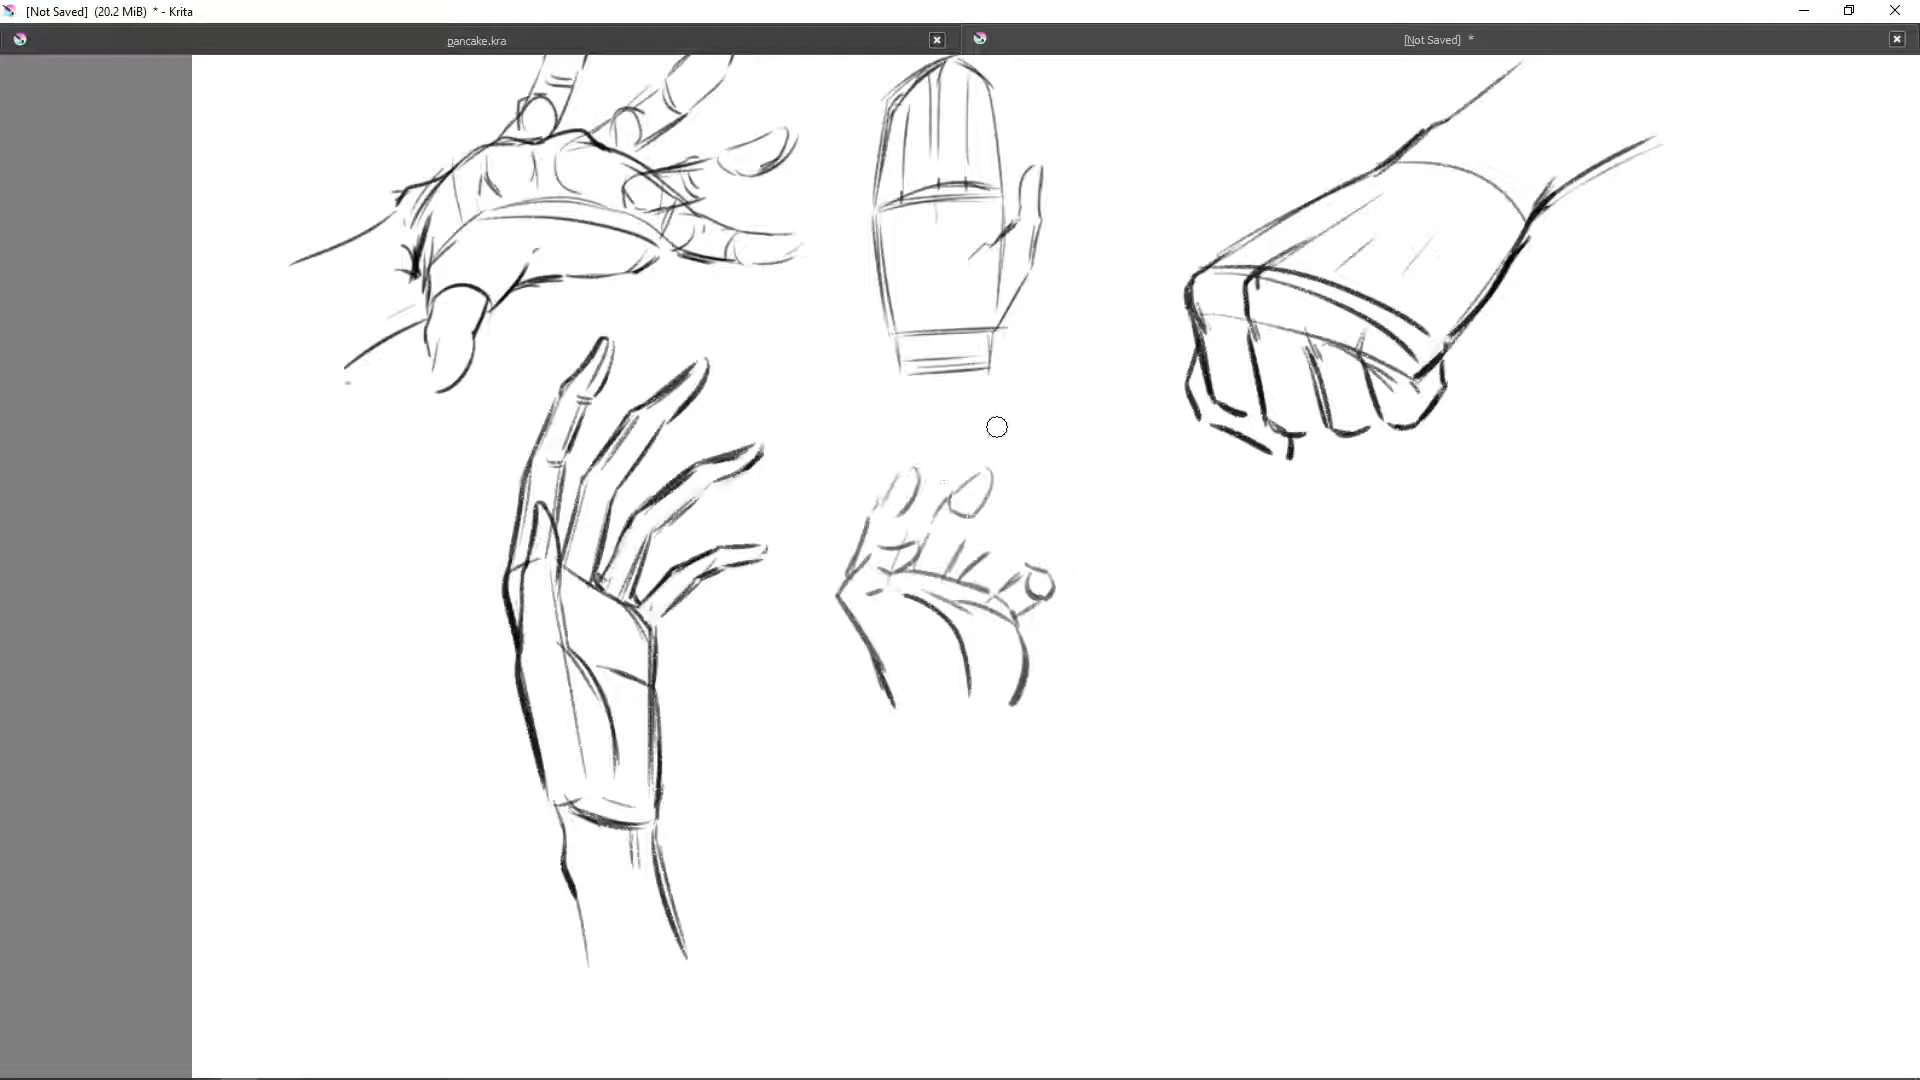 [Not Saved] (20.2 MiB) * - Krita
pancake.kra
[Not Saved] *